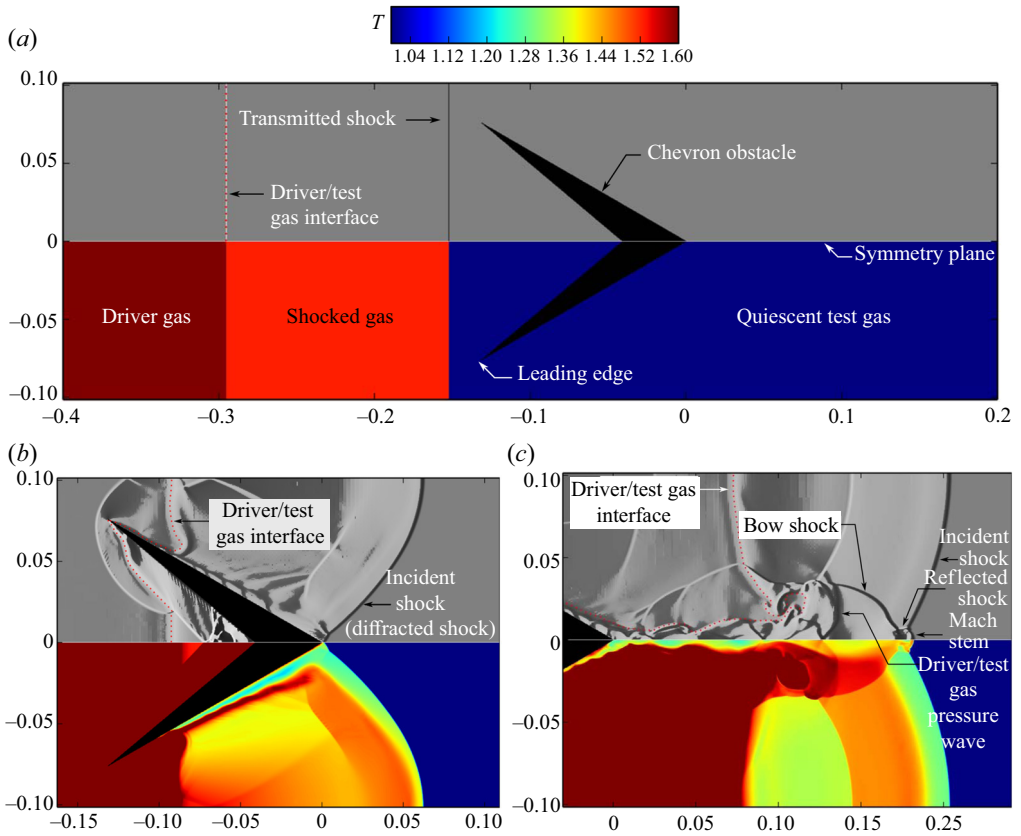 T
1.04 1.12 1.20 1.28 1.36 1.44 1.52 1.60
(a)
0.10
0.05
0
–0.05
–0.10
Transmitted shock
Driver/test
gas interface
Chevron obstacle
Symmetry plane
Driver gas
Shocked gas
Quiescent test gas
Leading edge
–0.4 –0.3 –0.2 –0.1 0 0.1 0.2
(b)
0.10
0.05
0
–0.05
–0.10
Driver/test
gas interface
Incident
shock
(diffracted shock)
–0.15 –0.10 –0.05 0 0.05 0.10
(c)
0.10
0.05
0
–0.05
–0.10
Driver/test gas
interface
Bow shock
Incident
shock
Reflected
shock
Mach
stem
Driver/test
gas
pressure
wave
0 0.05 0.10 0.15 0.20 0.25